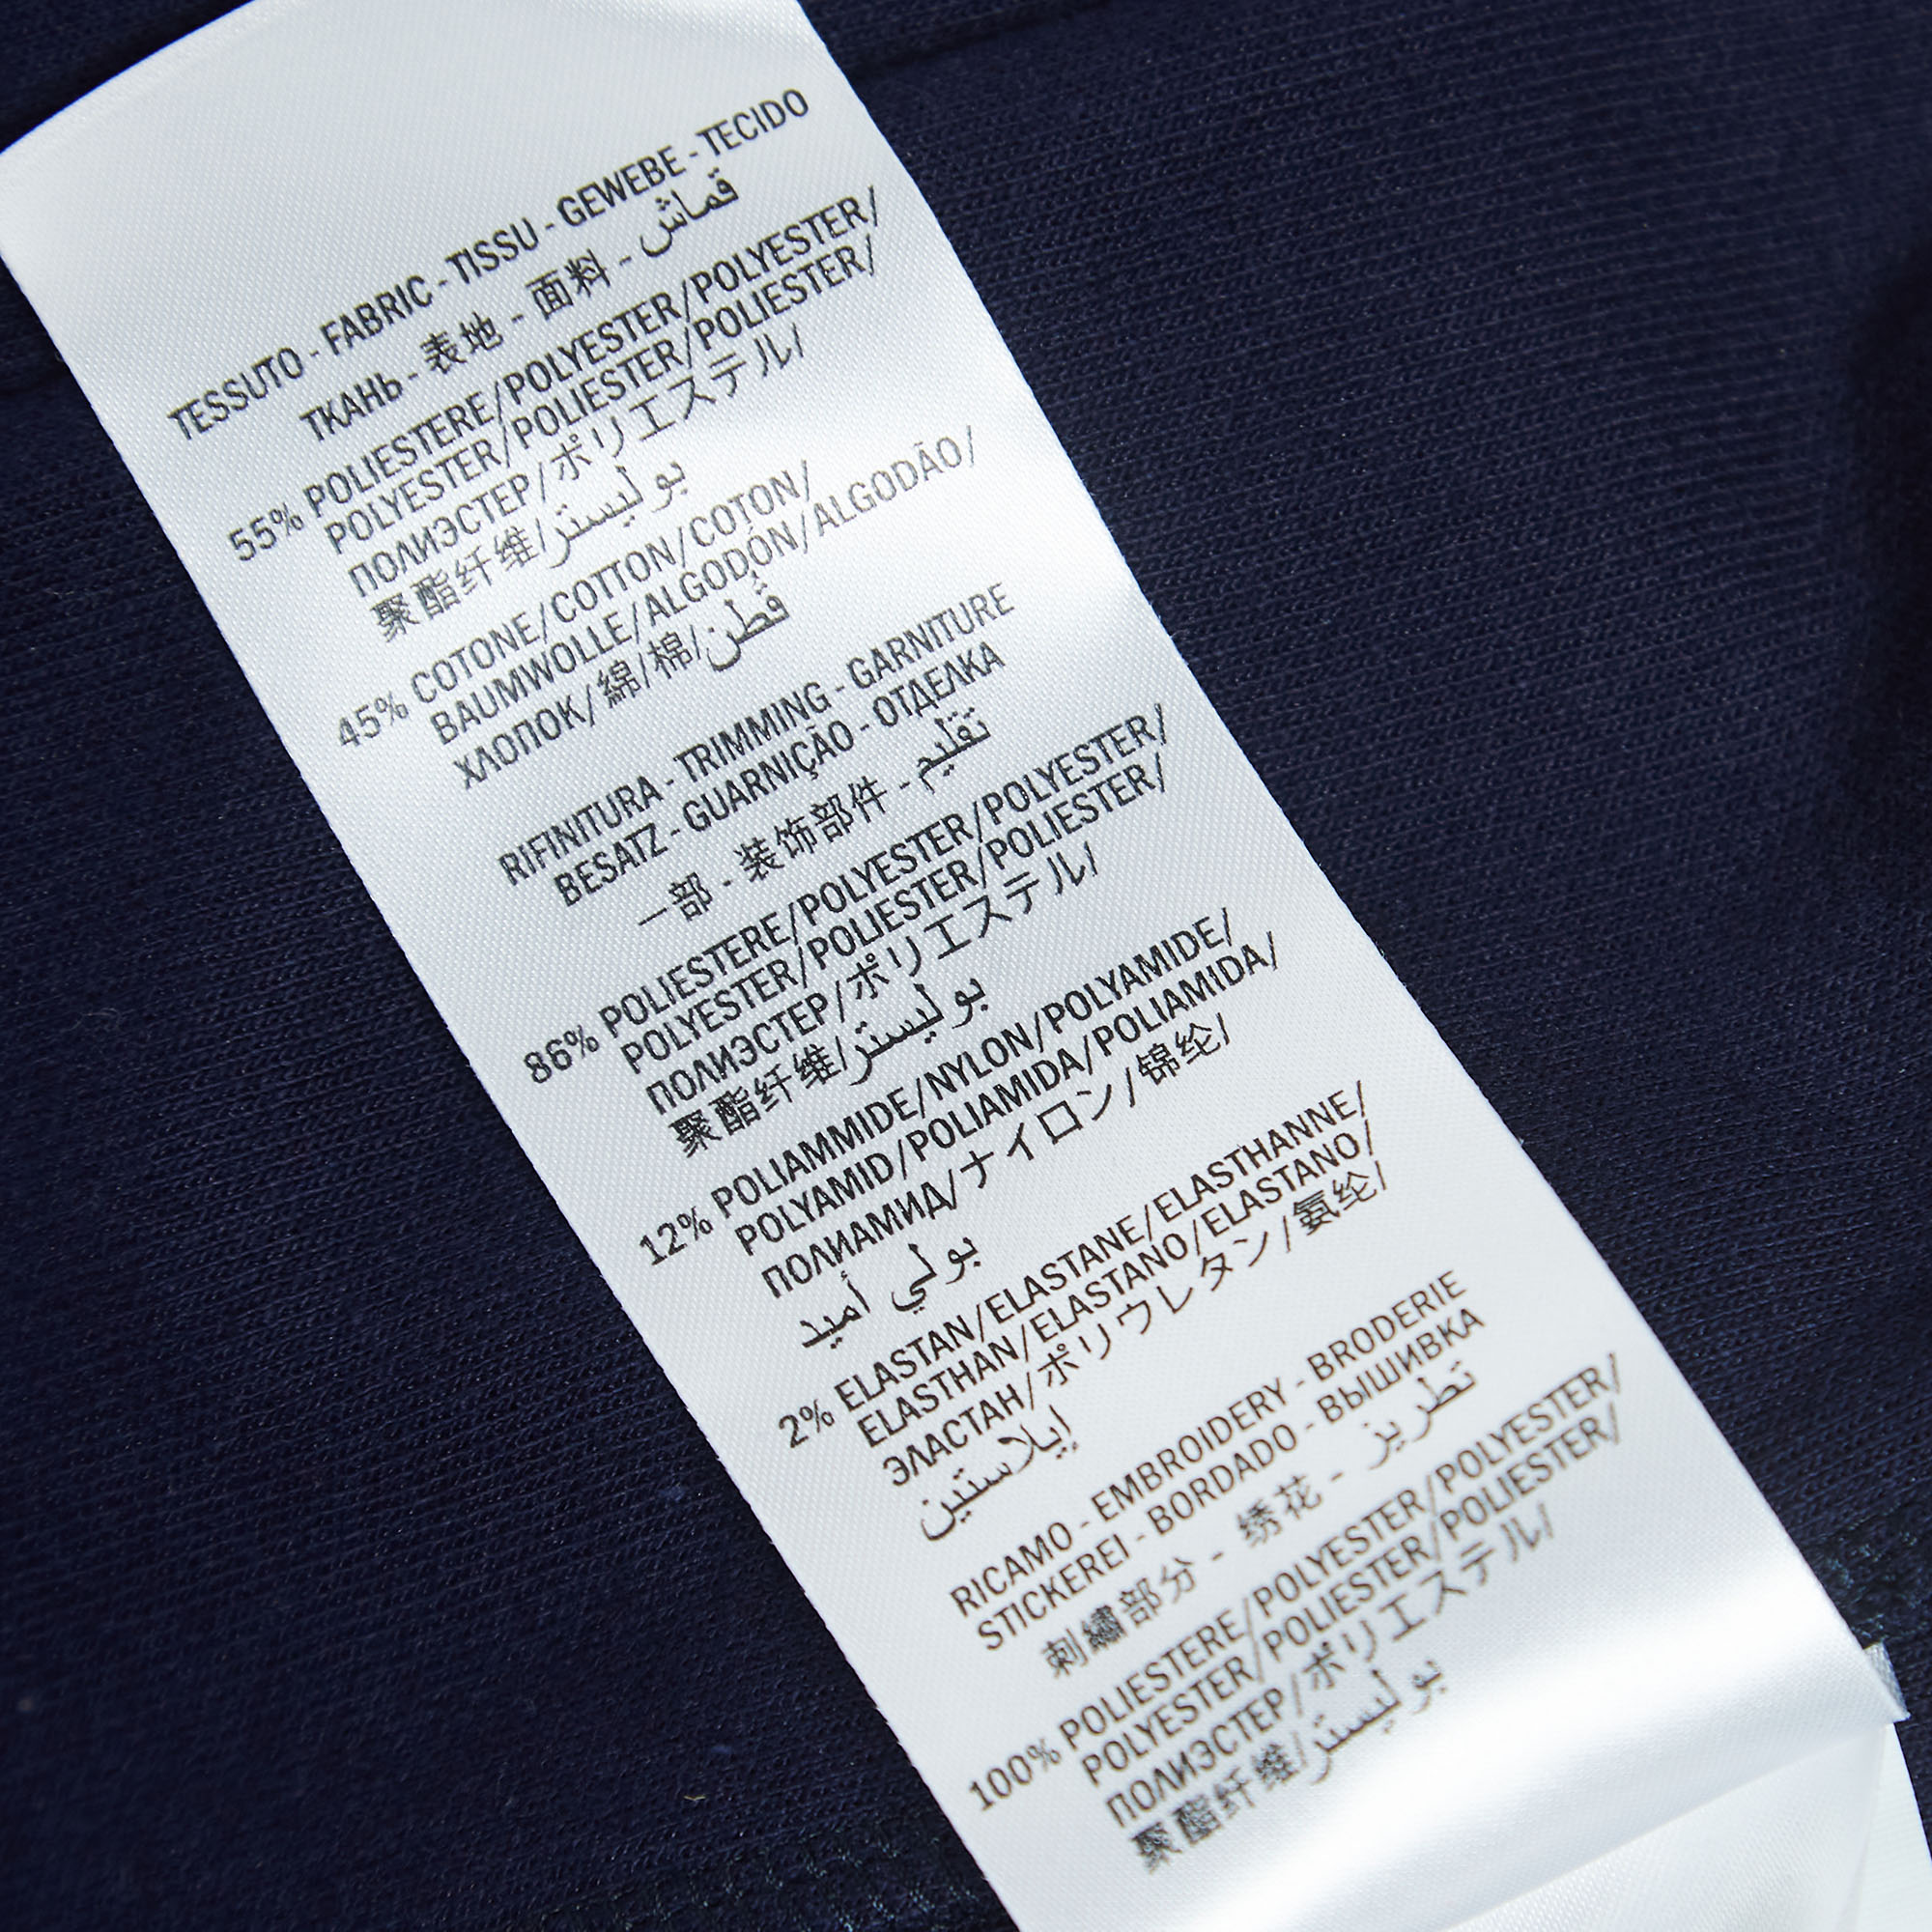 TESSUTO - FABRIC - TISSU - GEWEBE - TECIDO
ТКАНЬ - 表地 - 面料 - قماش
55% POLIESTERE/POLYESTER/POLYESTER/
POLYESTER/POLIESTER/POLIESTER/
ПОЛИЭСТЕР/ポリエステル/
聚酯纤维/بوليستر
45% COTONE/COTTON/COTON/
BAUMWOLLE/ALGODÓN/ALGODÃO/
ХЛОПОК/綿/棉/قُطن
RIFINITURA - TRIMMING - GARNITURE
BESATZ - GUARNIÇÃO - ОТДЕЛКА
一部 - 装饰部件 - تقليم
86% POLIESTERE/POLYESTER/POLYESTER/
POLYESTER/POLIESTER/POLIESTER/
ПОЛИЭСТЕР/ポリエステル/
聚酯纤维/بوليستر
12% POLIAMMIDE/NYLON/POLYAMIDE/
POLYAMID/POLIAMIDA/POLIAMIDA/
ПОЛИАМИД/ナイロン/锦纶/
بولي أميد
2% ELASTAN/ELASTANE/ELASTHANNE/
ELASTHAN/ELASTANO/ELASTANO/
ЭЛАСТАН/ポリウレタン/氨纶/
إيلاستين
RICAMO - EMBROIDERY - BRODERIE
STICKEREI - BORDADO - ВЫШИВКА
刺繡部分 - 绣花 - تطريز
100% POLIESTERE/POLYESTER/POLYESTER/
POLYESTER/POLIESTER/POLIESTER/
ПОЛИЭСТЕР/ポリエステル/
聚酯纤维/بوليستر